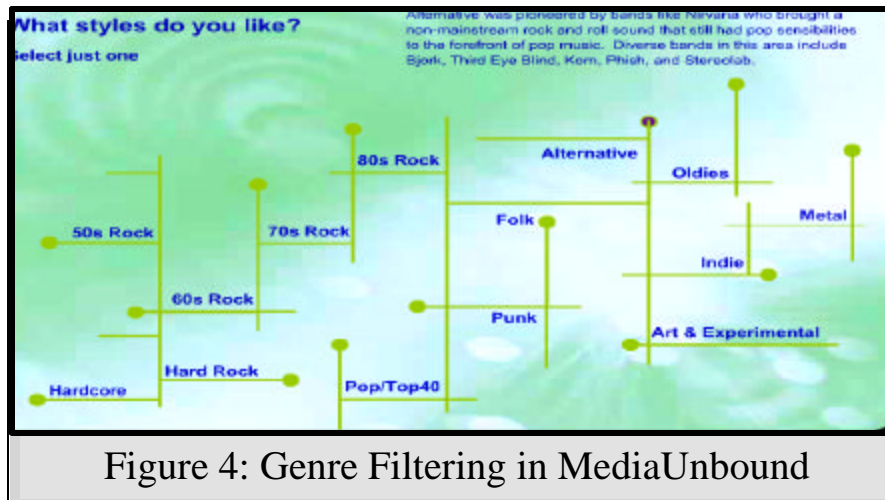 What styles do you like?
Select just one
Alternative was pioneered by bands like Nirvana who brought a
non-mainstream rock and roll sound that still had pop sensibilities
to the forefront of pop music. Diverse bands in this area include
Bjork, Third Eye Blind, Korn, Phish, and Stereolab.
80s Rock
Alternative
Oldies
50s Rock
70s Rock
Folk
Metal
Indie
60s Rock
Punk
Art & Experimental
Hard Rock
Hardcore
Pop/Top40
Figure 4: Genre Filtering in MediaUnbound